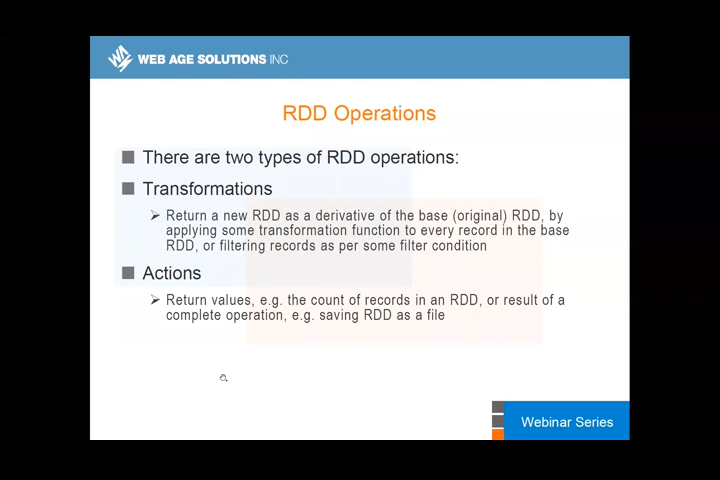 WEB AGE SOLUTIONS INC
RDD Operations
There are two types of RDD operations:
Transformations
Return a new RDD as a derivative of the base (original) RDD, by
applying some transformation function to every record in the base
RDD, or filtering records as per some filter condition
Actions
Return values, e.g. the count of records in an RDD, or result of a
complete operation, e.g. saving RDD as a file
Webinar Series